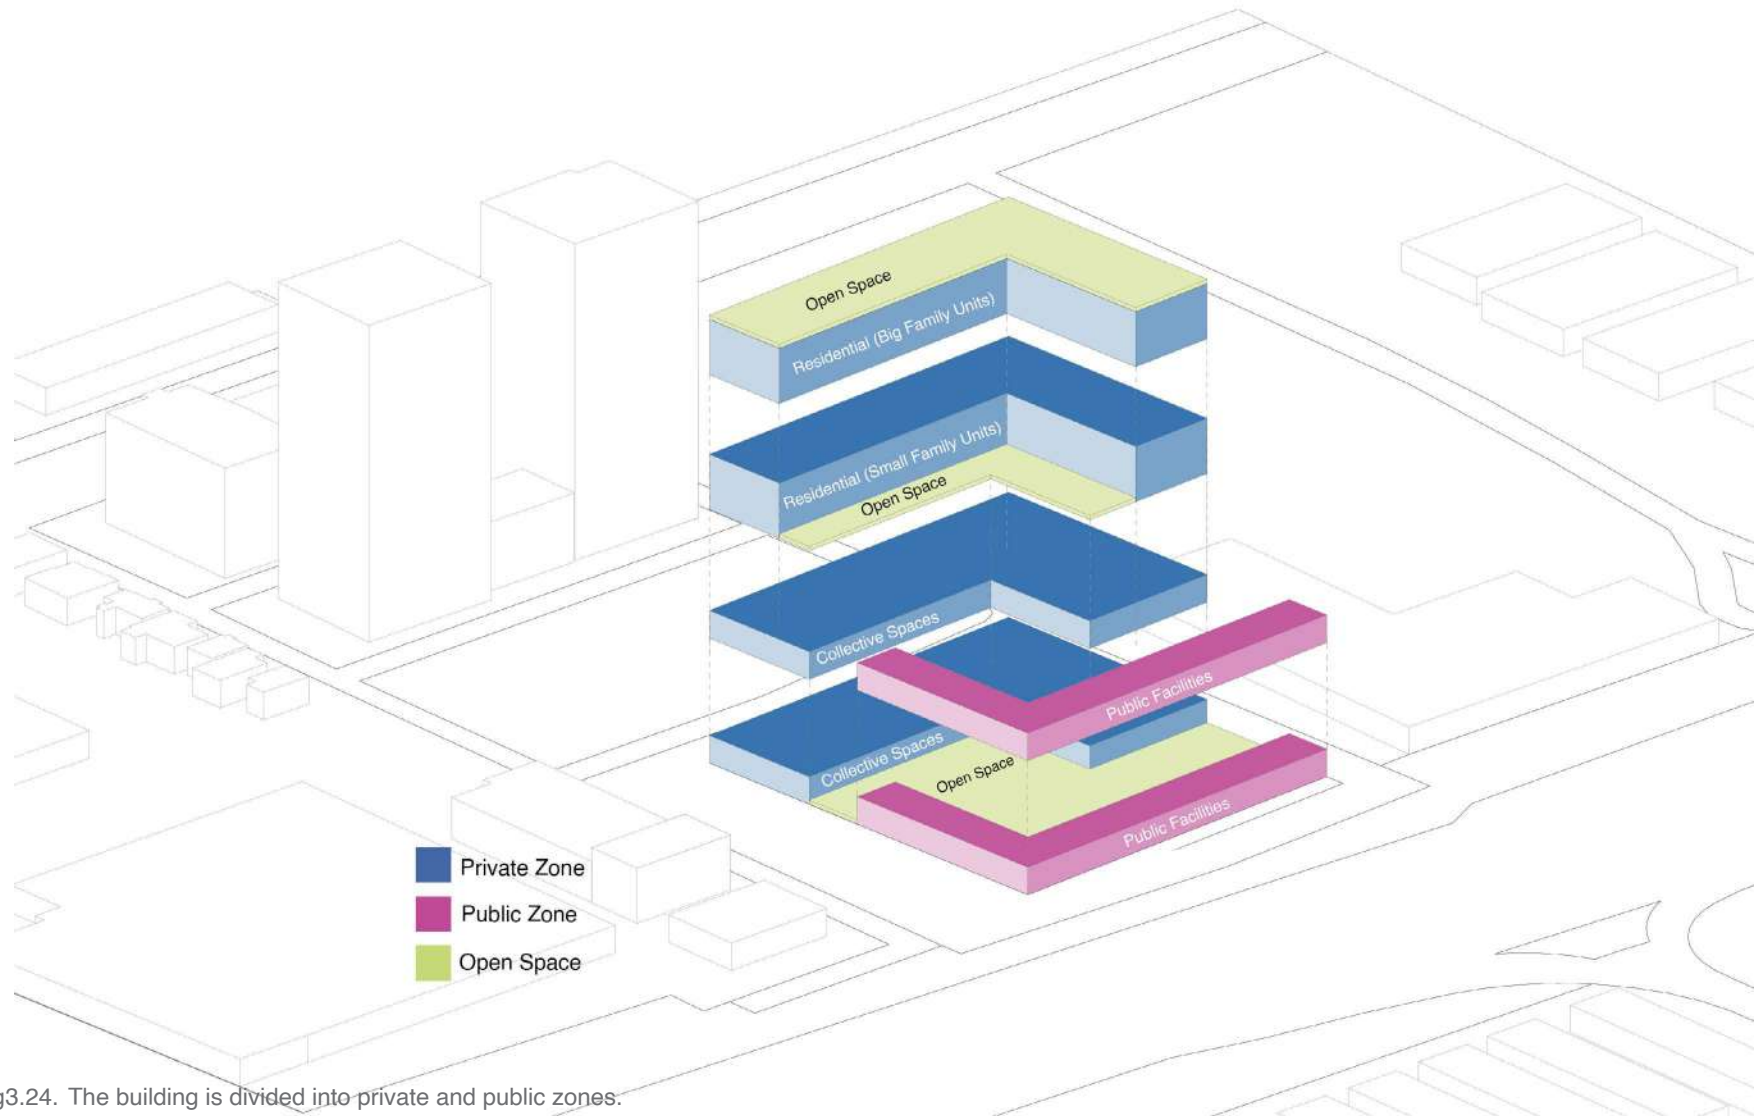 Open Space
Residential (Big Family Units)
Residential (Small Family Units)
Open Space
Collective Spaces
Public Facilities
Collective Spaces
Open Space
Public Facilities
Private Zone
Public Zone
Open Space
g3.24. The building is divided into private and public zones.